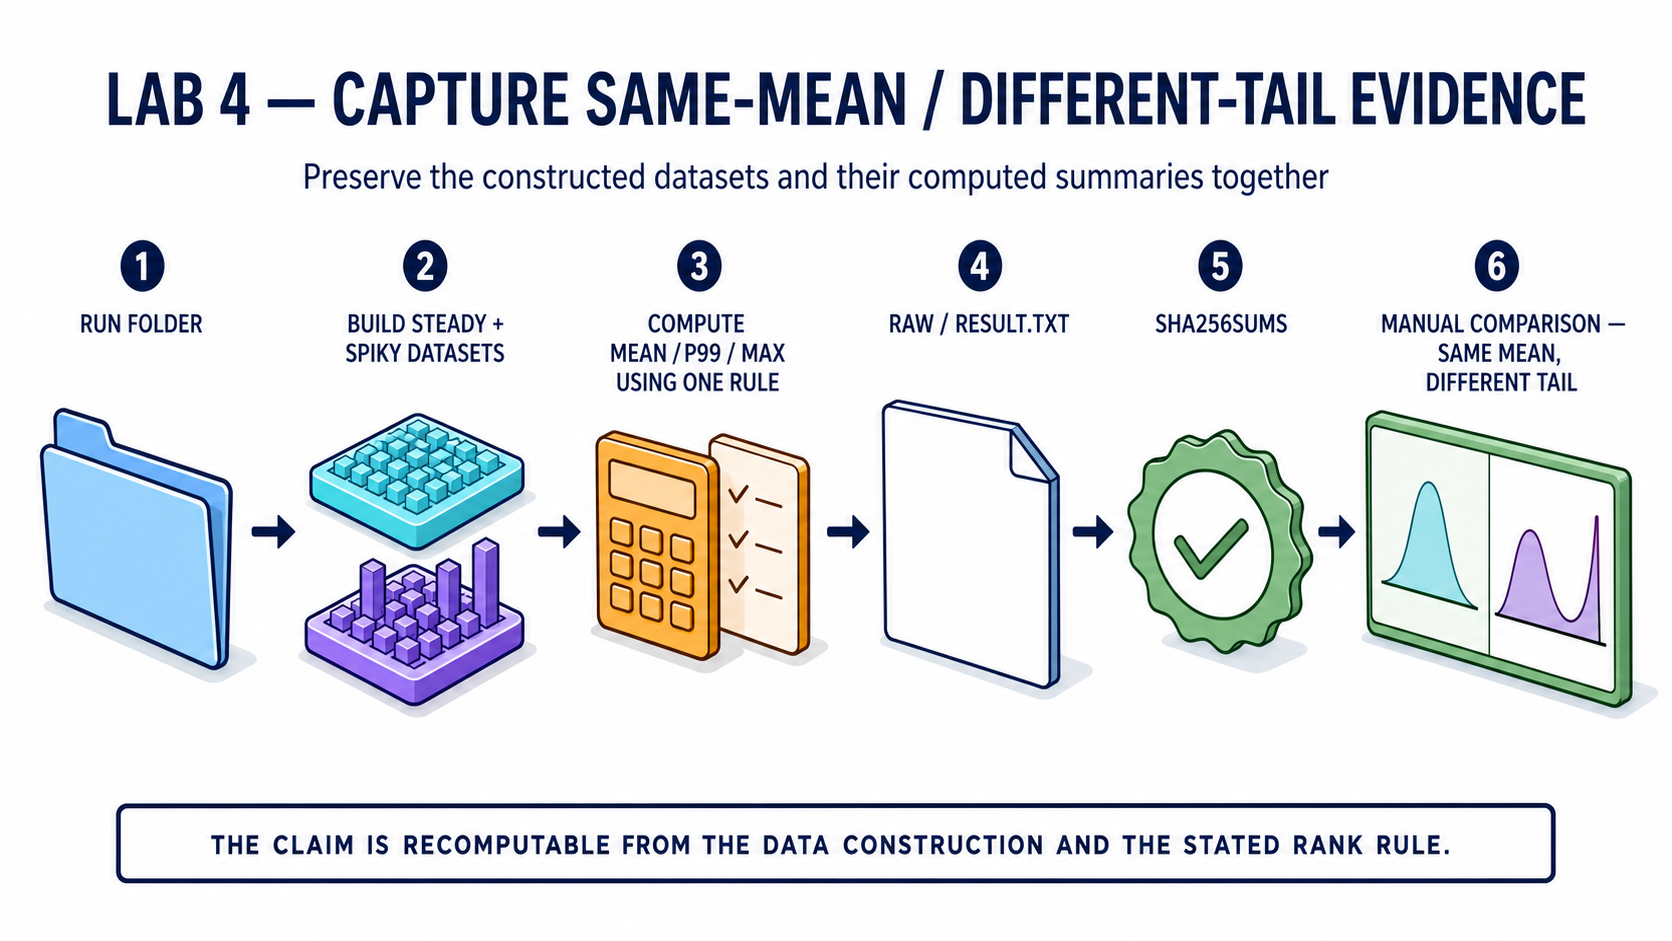 LAB 4 — CAPTURE SAME-MEAN / DIFFERENT-TAIL EVIDENCE
Preserve the constructed datasets and their computed summaries together
1
RUN FOLDER
2
BUILD STEADY +
SPIKY DATASETS
3
COMPUTE
MEAN / P99 / MAX
USING ONE RULE
4
RAW / RESULT.TXT
5
SHA256SUMS
6
MANUAL COMPARISON —
SAME MEAN,
DIFFERENT TAIL
THE CLAIM IS RECOMPUTABLE FROM THE DATA CONSTRUCTION AND THE STATED RANK RULE.